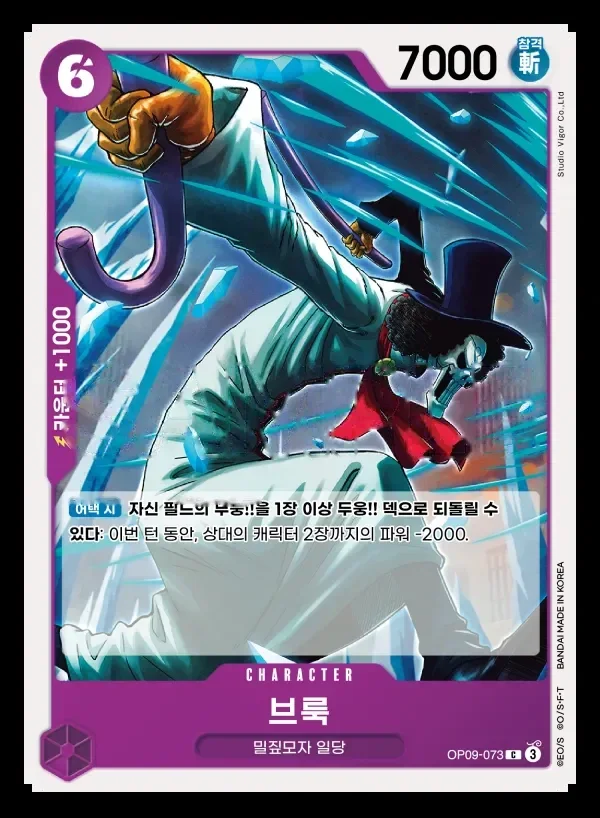 6
7000
참격
斬
Studio Vigor Co.,Ltd
카운터 +1000
어택 시 자신 필드의 두웅!!을 1장 이상 두웅!! 덱으로 되돌릴 수
있다: 이번 턴 동안, 상대의 캐릭터 2장까지의 파워 -2000.
BANDAI MADE IN KOREA
©EO/S ©O/S·F·T
CHARACTER
브룩
밀짚모자 일당
OP09-073 C 3